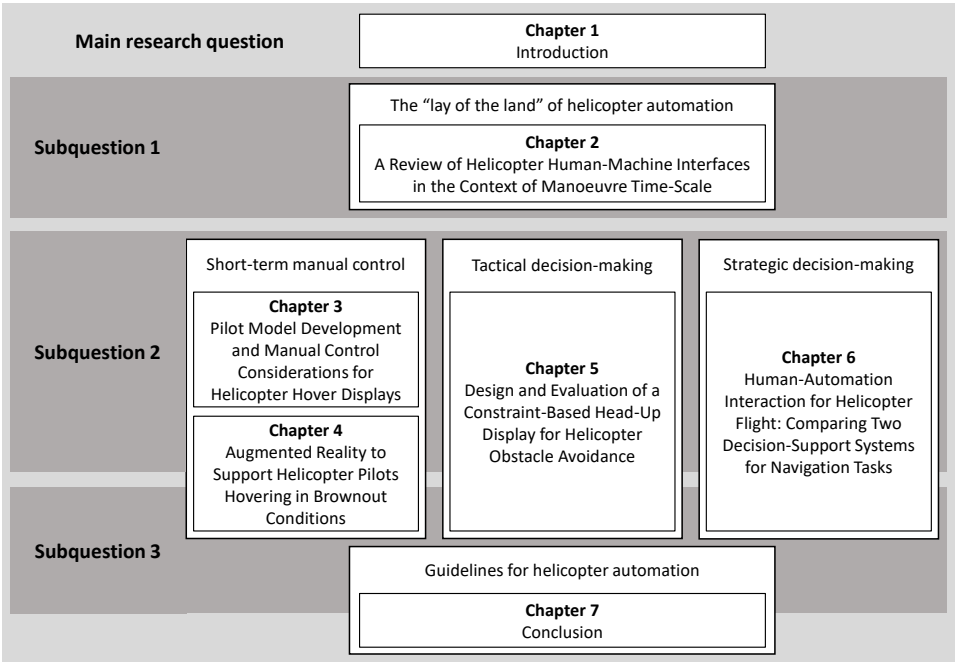 Main research question
Chapter 1
Introduction
Subquestion 1
The “lay of the land” of helicopter automation
Chapter 2
A Review of Helicopter Human-Machine Interfaces
in the Context of Manoeuvre Time-Scale
Subquestion 2
Short-term manual control
Chapter 3
Pilot Model Development
and Manual Control
Considerations for
Helicopter Hover Displays
Chapter 4
Augmented Reality to
Support Helicopter Pilots
Hovering in Brownout
Conditions
Tactical decision-making
Chapter 5
Design and Evaluation of a
Constraint-Based Head-Up
Display for Helicopter
Obstacle Avoidance
Strategic decision-making
Chapter 6
Human-Automation
Interaction for Helicopter
Flight: Comparing Two
Decision-Support Systems
for Navigation Tasks
Subquestion 3
Guidelines for helicopter automation
Chapter 7
Conclusion